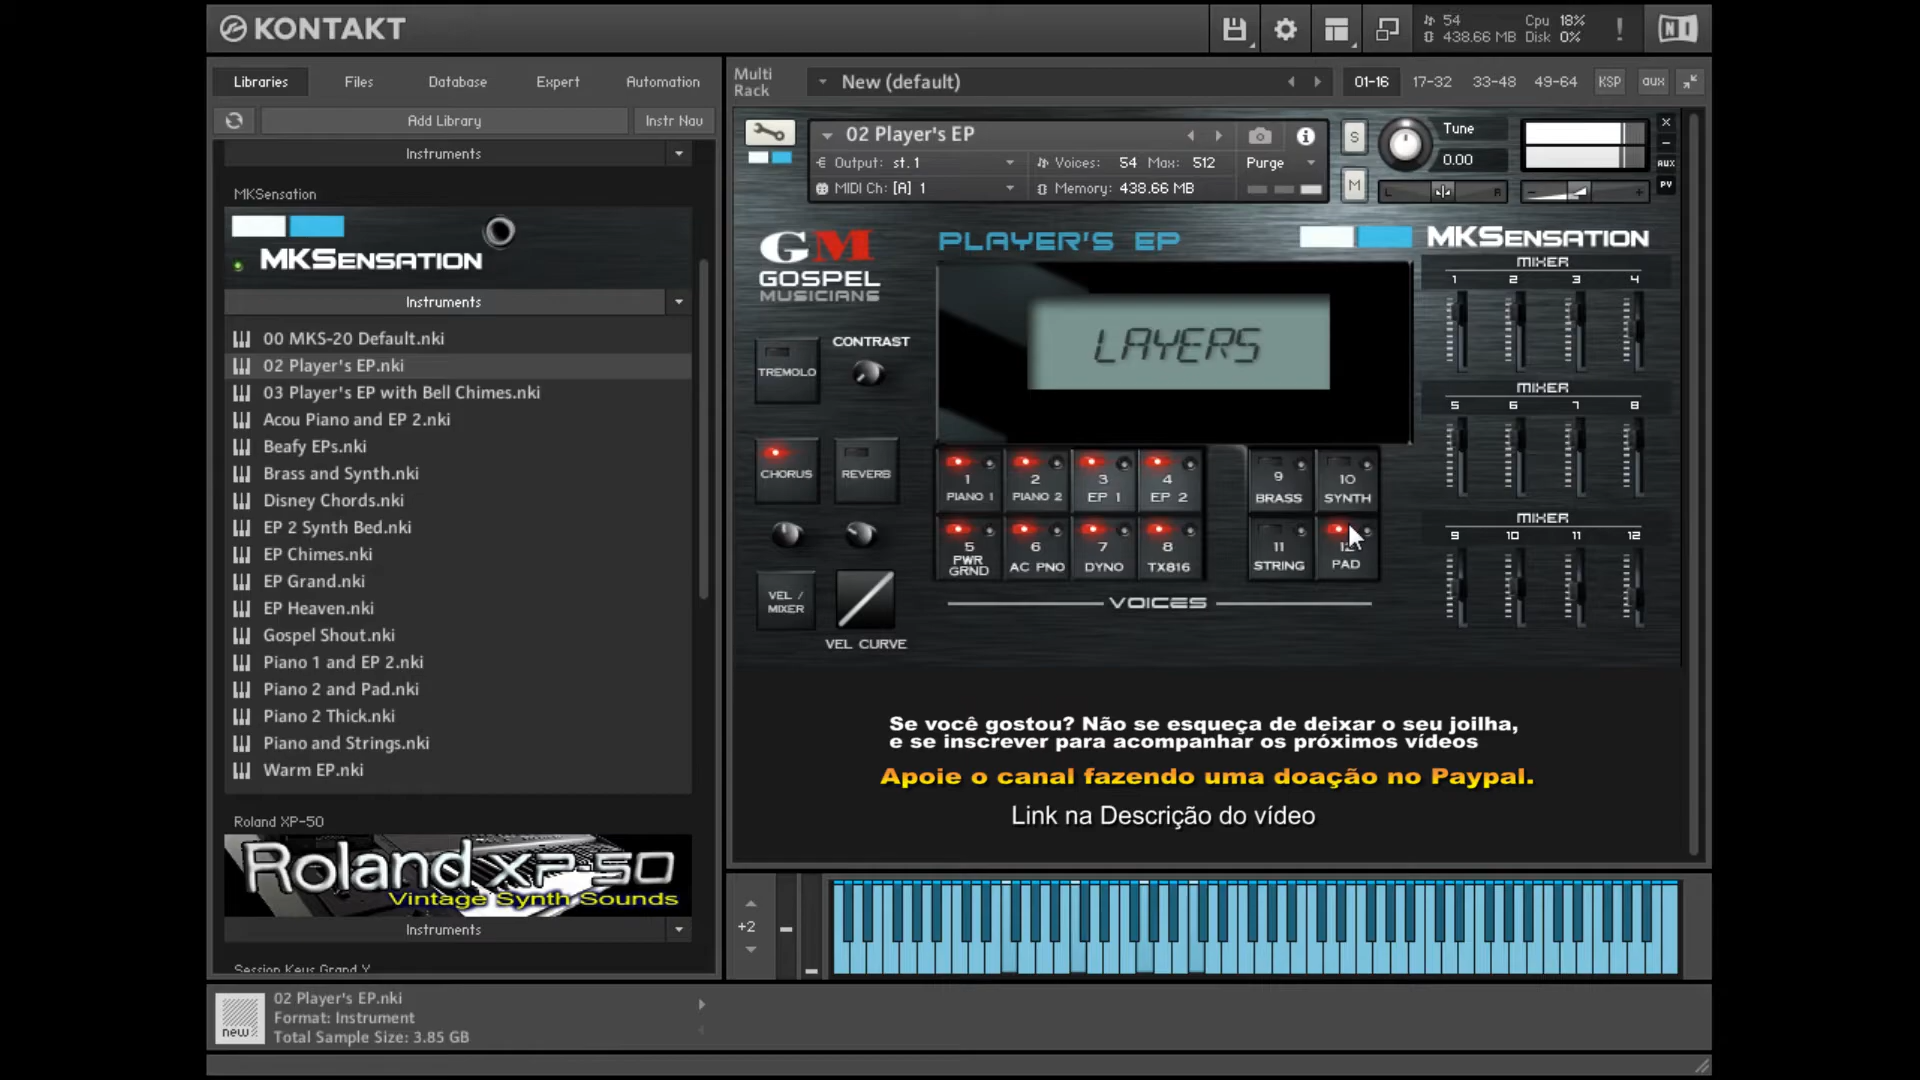 KONTAKT
54
438.66 MB
Cpu 18%
Disk 0%
!
NI
Libraries
Files
Database
Expert
Automation
Multi
Rack
New (default)
01-16
17-32
33-48
49-64
KSP
aux
Add Library
Instr Nav
Instruments
MKSensation
MKSENSATION
Instruments
00 MKS-20 Default.nki
02 Player's EP.nki
03 Player's EP with Bell Chimes.nki
Acou Piano and EP 2.nki
Beafy EPs.nki
Brass and Synth.nki
Disney Chords.nki
EP 2 Synth Bed.nki
EP Chimes.nki
EP Grand.nki
EP Heaven.nki
Gospel Shout.nki
Piano 1 and EP 2.nki
Piano 2 and Pad.nki
Piano 2 Thick.nki
Piano and Strings.nki
Warm EP.nki
Roland XP-50
Roland XP-50
Vintage Synth Sounds
Instruments
Session Keys Grand Y
02 Player's EP
Output: st.1
Voices: 54 Max: 512
Purge
MIDI Ch: [A] 1
Memory: 438.66 MB
S
M
Tune
0.00
L
R
AUX
PV
GM
GOSPEL
MUSICIANS
PLAYER'S EP
MKSENSATION
LAYERS
CONTRAST
TREMOLO
CHORUS
REVERB
VEL /
MIXER
VEL CURVE
1
PIANO 1
2
PIANO 2
3
EP 1
4
EP 2
5
PWR
GRND
6
AC PNO
7
DYNO
8
TX816
9
BRASS
10
SYNTH
11
STRING
PAD
VOICES
MIXER
1 2 3 4
MIXER
5 6 7 8
MIXER
9 10 11 12
Se você gostou? Não se esqueça de deixar o seu joilha,
e se inscrever para acompanhar os próximos vídeos
Apoie o canal fazendo uma doação no Paypal.
Link na Descrição do vídeo
+2
new
02 Player's EP.nki
Format: Instrument
Total Sample Size: 3.85 GB